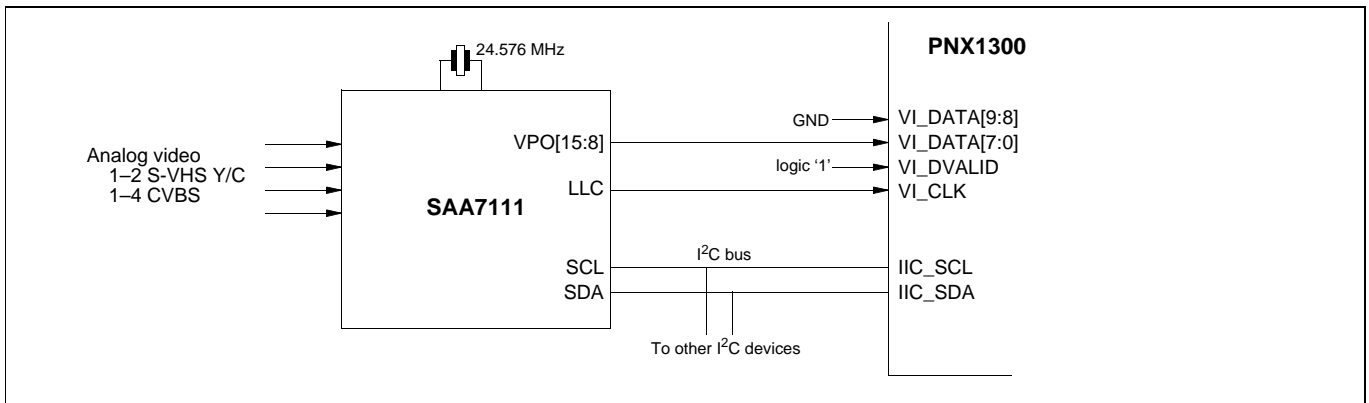 24.576 MHz
PNX1300
GND
VI_DATA[9:8]
VPO[15:8]
VI_DATA[7:0]
Analog video
1–2 S-VHS Y/C
1–4 CVBS
logic ‘1’
VI_DVALID
LLC
VI_CLK
SAA7111
I2C bus
SCL
IIC_SCL
SDA
IIC_SDA
To other I2C devices